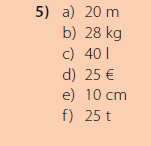 5) a) 20 m
b) 28 kg
c) 40 l
d) 25 €
e) 10 cm
f) 25 t